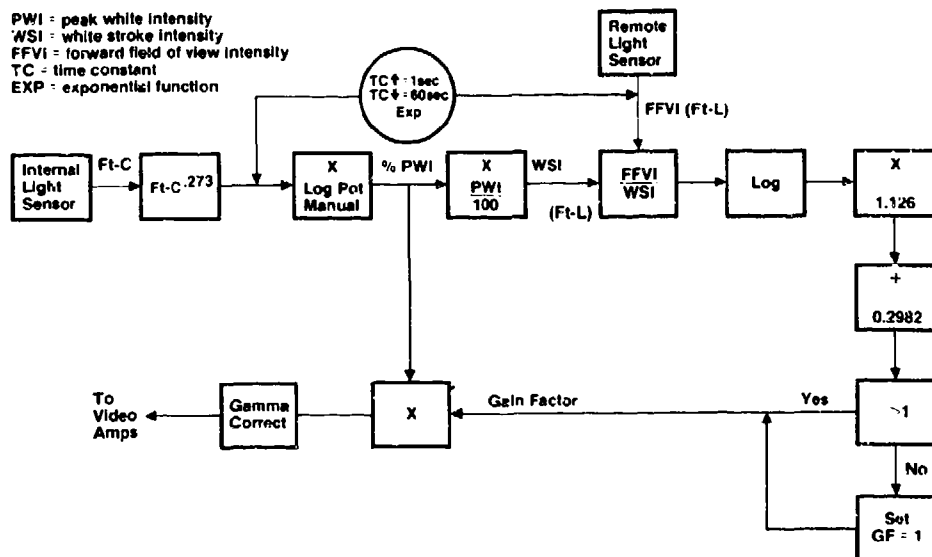 PWI = peak white intensity
WSI = white stroke intensity
FFVI = forward field of view intensity
TC = time constant
EXP = exponential function
Remote
Light
Sensor
TC↑ = 1sec
TC↓ = 60sec
Exp
FFVI (Ft-L)
Internal
Light
Sensor
Ft-C
Ft-C.273
X
Log Pot
Manual
% PWI
X
PWI
100
WSI
(Ft-L)
FFVI
WSI
Log
X
1.126
+
0.2982
>1
Yes
No
Set
GF = 1
Gain Factor
X
Gamma
Correct
To
Video
Amps